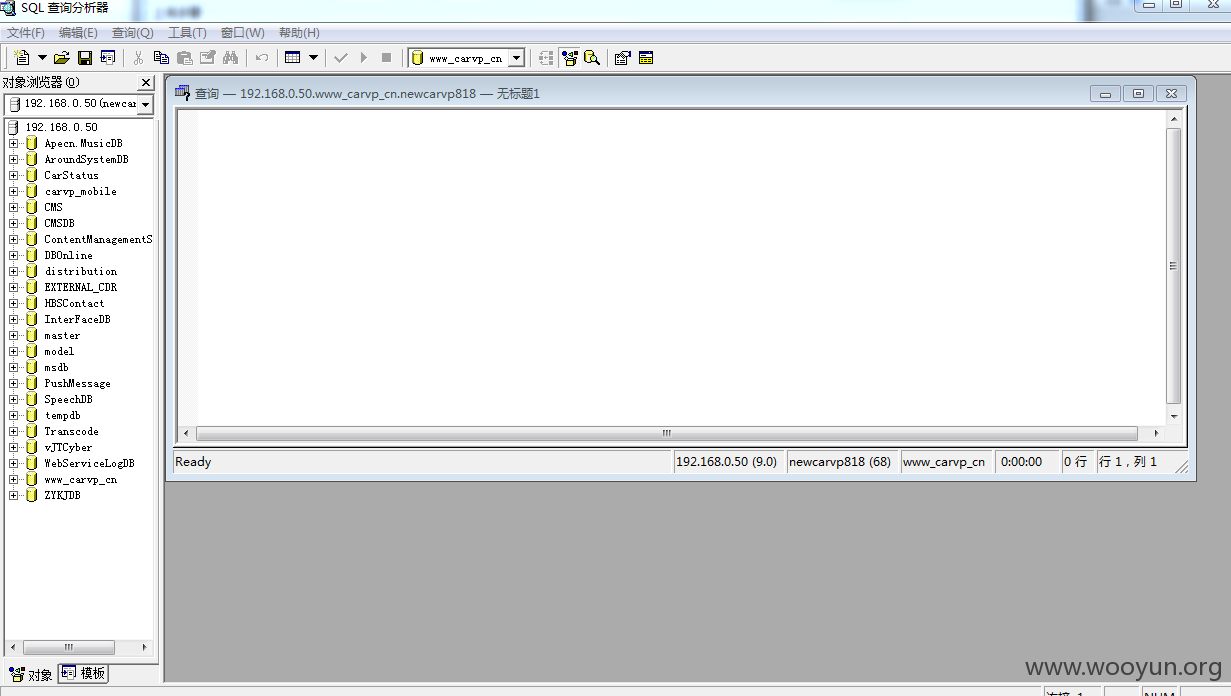 SQL 查询分析器
文件(F) 编辑(E) 查询(Q) 工具(T) 窗口(W) 帮助(H)
www_carvp_cn
对象浏览器(O)
192.168.0.50(newcar
192.168.0.50
Apecn.MusicDB
AroundSystemDB
CarStatus
carvp_mobile
CMS
CMSDB
ContentManagementS
DBOnline
distribution
EXTERNAL_CDR
HBSContact
InterFaceDB
master
model
msdb
PushMessage
SpeechDB
tempdb
Transcode
vJTCyber
WebServiceLogDB
www_carvp_cn
ZYKJDB
对象 模板
查询 — 192.168.0.50.www_carvp_cn.newcarvp818 — 无标题1
Ready 192.168.0.50 (9.0) newcarvp818 (68) www_carvp_cn 0:00:00 0 行 行 1，列 1
www.wooyun.org
连接: 1 NUM